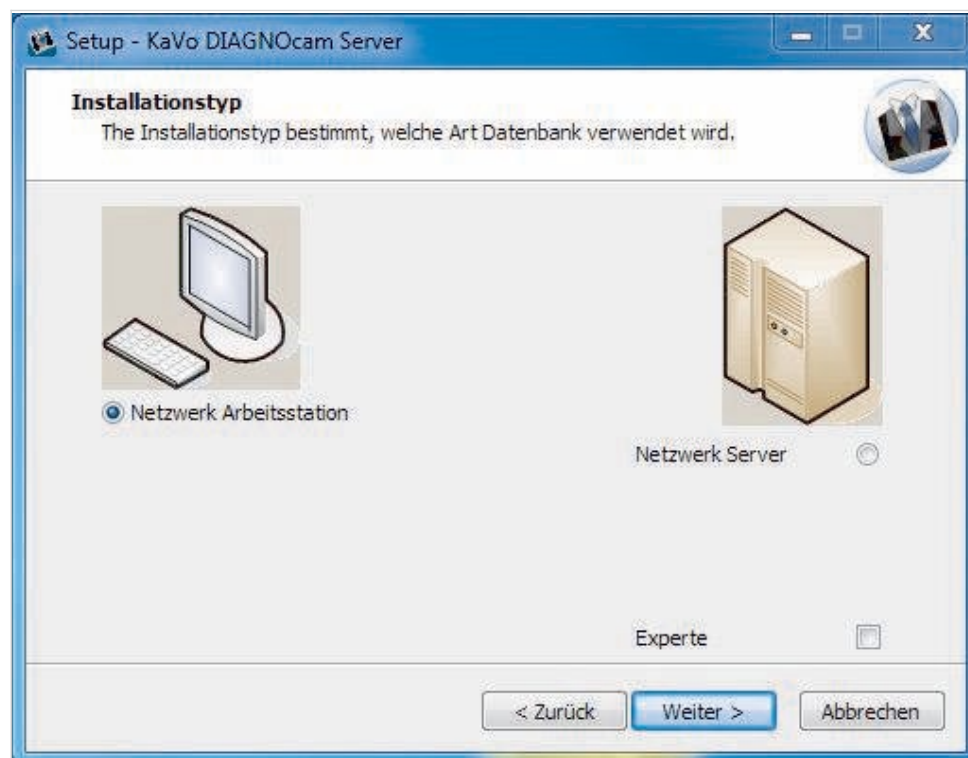 Setup - KaVo DIAGNOcam Server
Installationstyp
The Installationstyp bestimmt, welche Art Datenbank verwendet wird.
Netzwerk Arbeitsstation
Netzwerk Server
Experte
< Zurück
Weiter >
Abbrechen